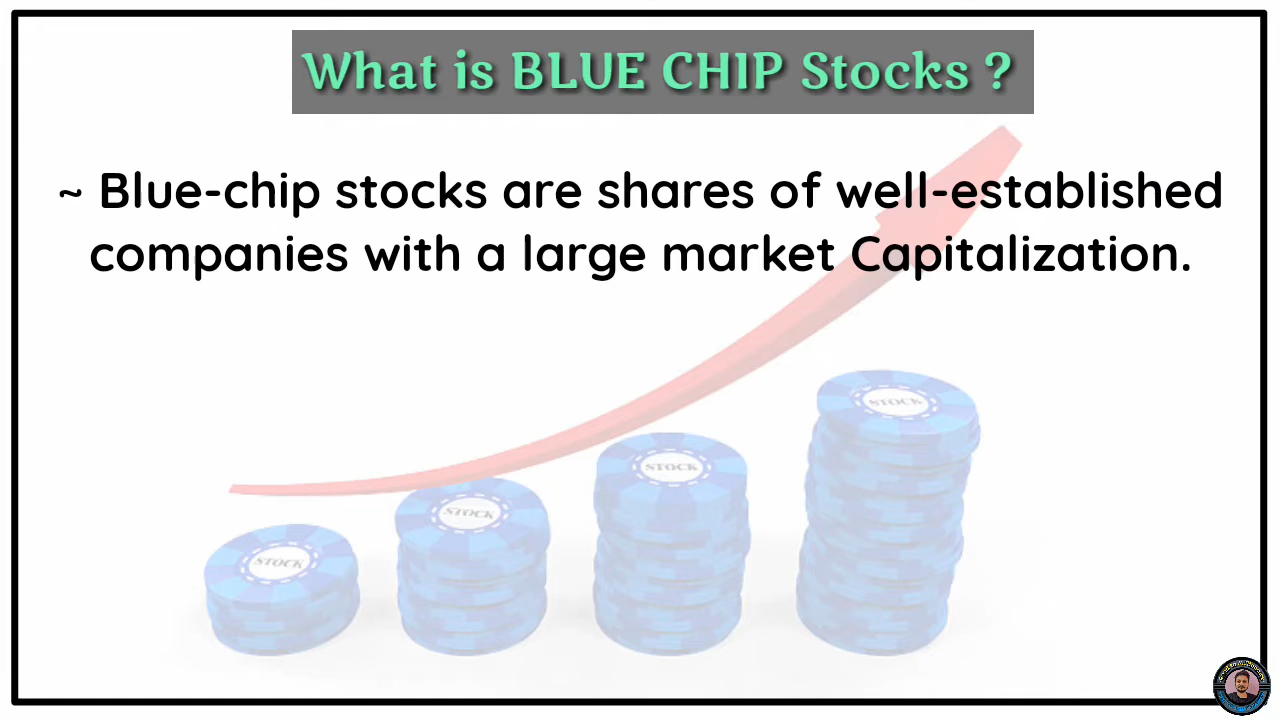 What is BLUE CHIP Stocks ?
~ Blue-chip stocks are shares of well-established
companies with a large market Capitalization.
STOCK
STOCK
STOCK
STOCK